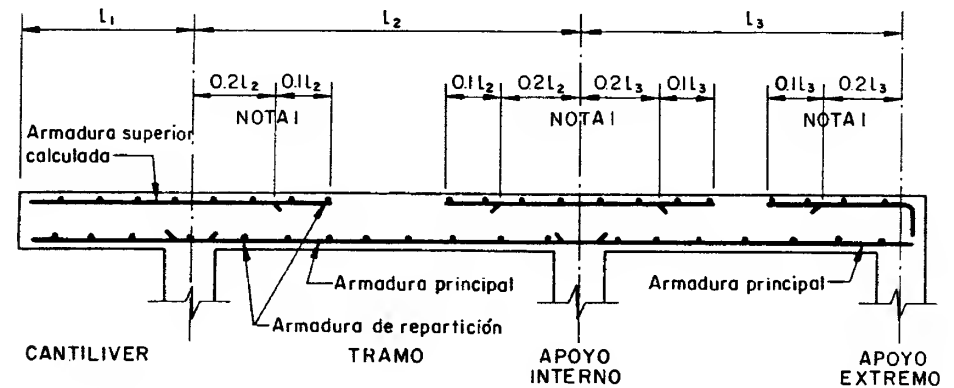 L1 L2 L3
0.2L2 0.1L2 0.1L2 0.2L2 0.2L3 0.1L3 0.1L3 0.2L3
NOTA 1 NOTA 1 NOTA 1
Armadura superior
calculada
Armadura principal Armadura principal
Armadura de repartición
CANTILIVER TRAMO APOYO APOYO
INTERNO EXTREMO